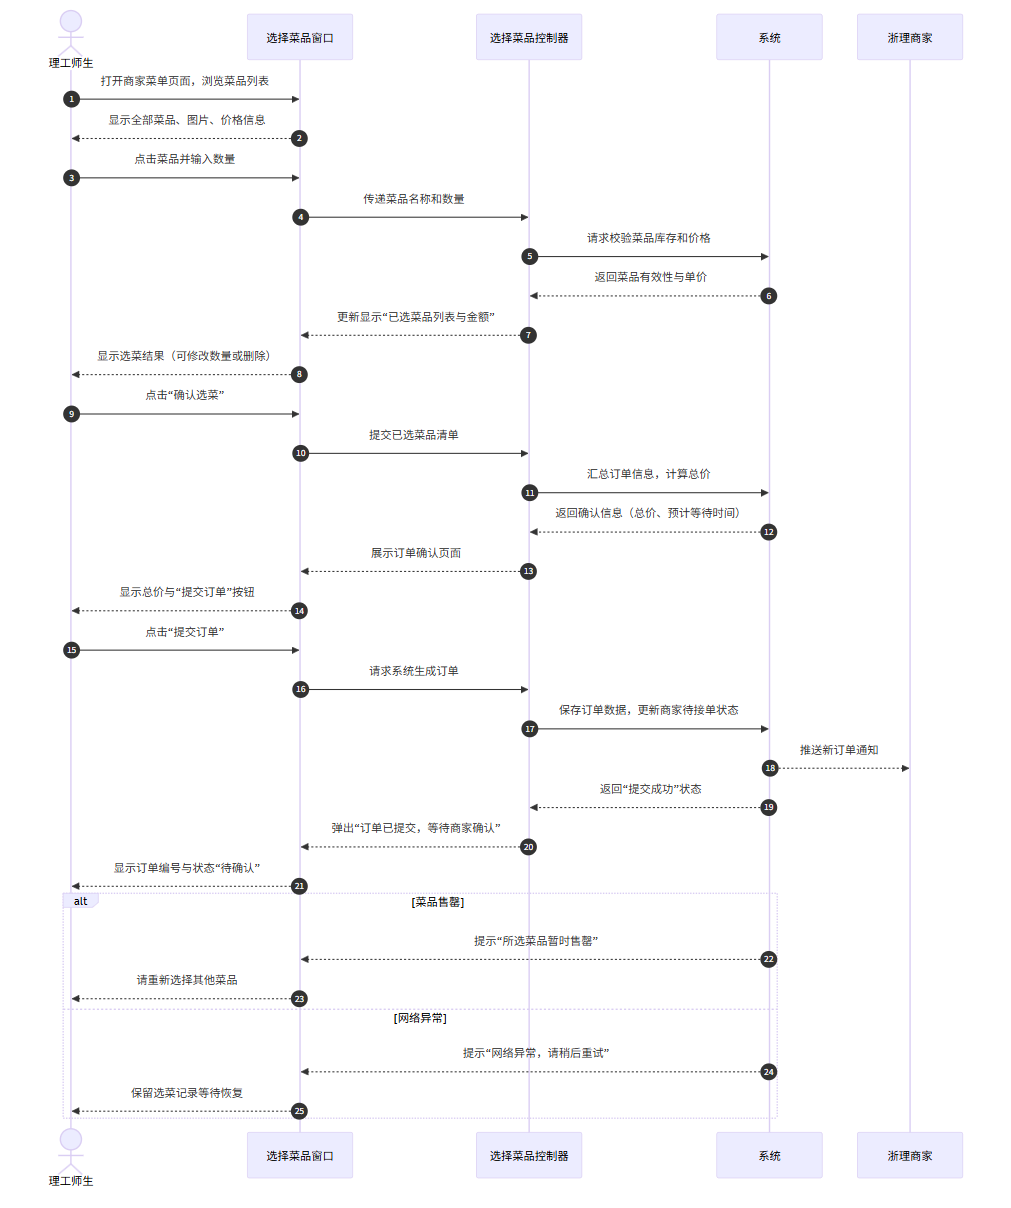 理工师生
选择菜品窗口
选择菜品控制器
系统
浙理商家
打开商家菜单页面，浏览菜品列表
1
显示全部菜品、图片、价格信息
2
点击菜品并输入数量
3
传递菜品名称和数量
4
请求校验菜品库存和价格
5
返回菜品有效性与单价
6
更新显示“已选菜品列表与金额”
7
显示选菜结果（可修改数量或删除）
8
点击“确认选菜”
9
提交已选菜品清单
10
汇总订单信息，计算总价
11
返回确认信息（总价、预计等待时间）
12
展示订单确认页面
13
显示总价与“提交订单”按钮
14
点击“提交订单”
15
请求系统生成订单
16
保存订单数据，更新商家待接单状态
17
推送新订单通知
18
返回“提交成功”状态
19
弹出“订单已提交，等待商家确认”
20
显示订单编号与状态“待确认”
21
alt
[菜品售罄]
提示“所选菜品暂时售罄”
22
请重新选择其他菜品
23
[网络异常]
提示“网络异常，请稍后重试”
24
保留选菜记录等待恢复
25
理工师生
选择菜品窗口
选择菜品控制器
系统
浙理商家